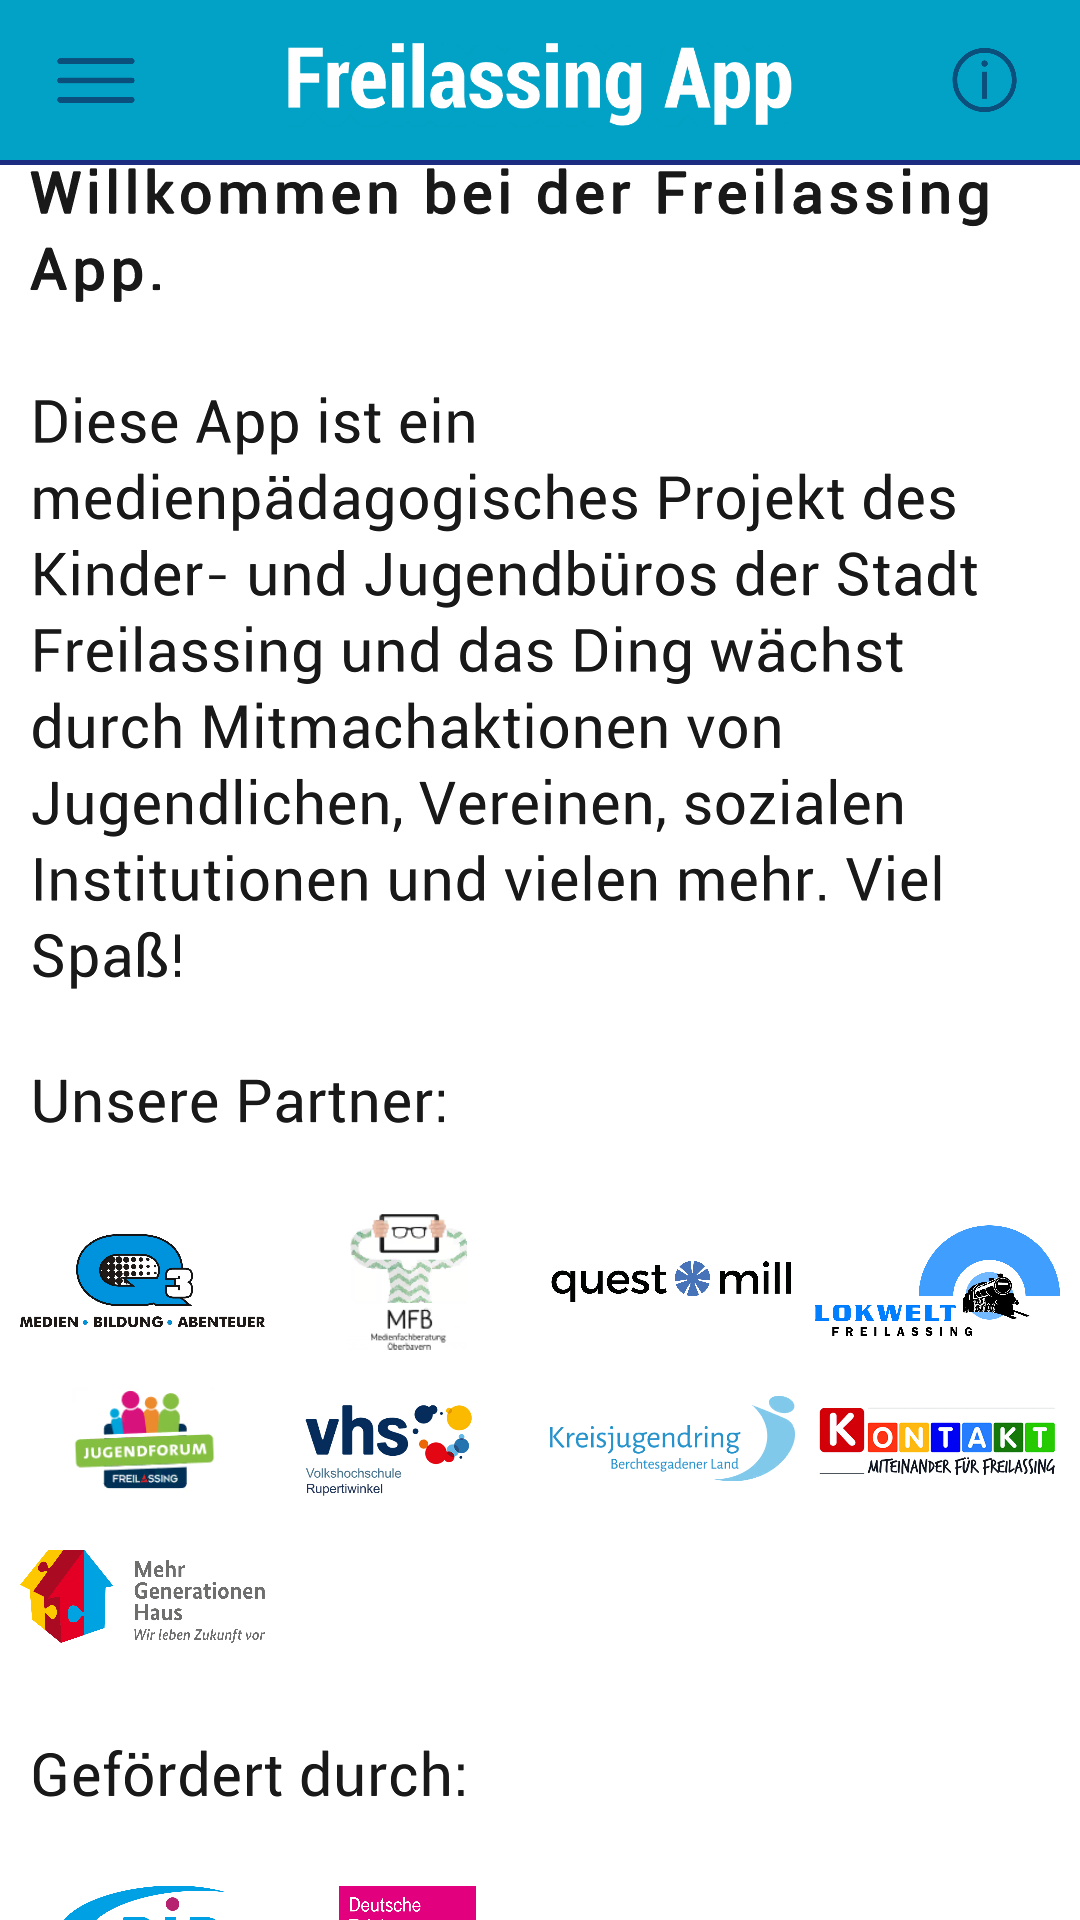 Freilassing App
Willkommen bei der Freilassing
App.
Diese App ist ein
medienpädagogisches Projekt des
Kinder- und Jugendbüros der Stadt
Freilassing und das Ding wächst
durch Mitmachaktionen von
Jugendlichen, Vereinen, sozialen
Institutionen und vielen mehr. Viel
Spaß!
Unsere Partner:
Q3
MEDIEN • BILDUNG • ABENTEUER
MFB
Medienfachberatung
Oberbayern
quest mill
LOKWELT
FREILASSING
JUGENDFORUM
FREILASSING
vhs
Volkshochschule
Rupertiwinkel
Kreisjugendring
Berchtesgadener Land
KONTAKT
MITEINANDER FÜR FREILASSING
Mehr
Generationen
Haus
Wir leben Zukunft vor
Gefördert durch:
Deutsche